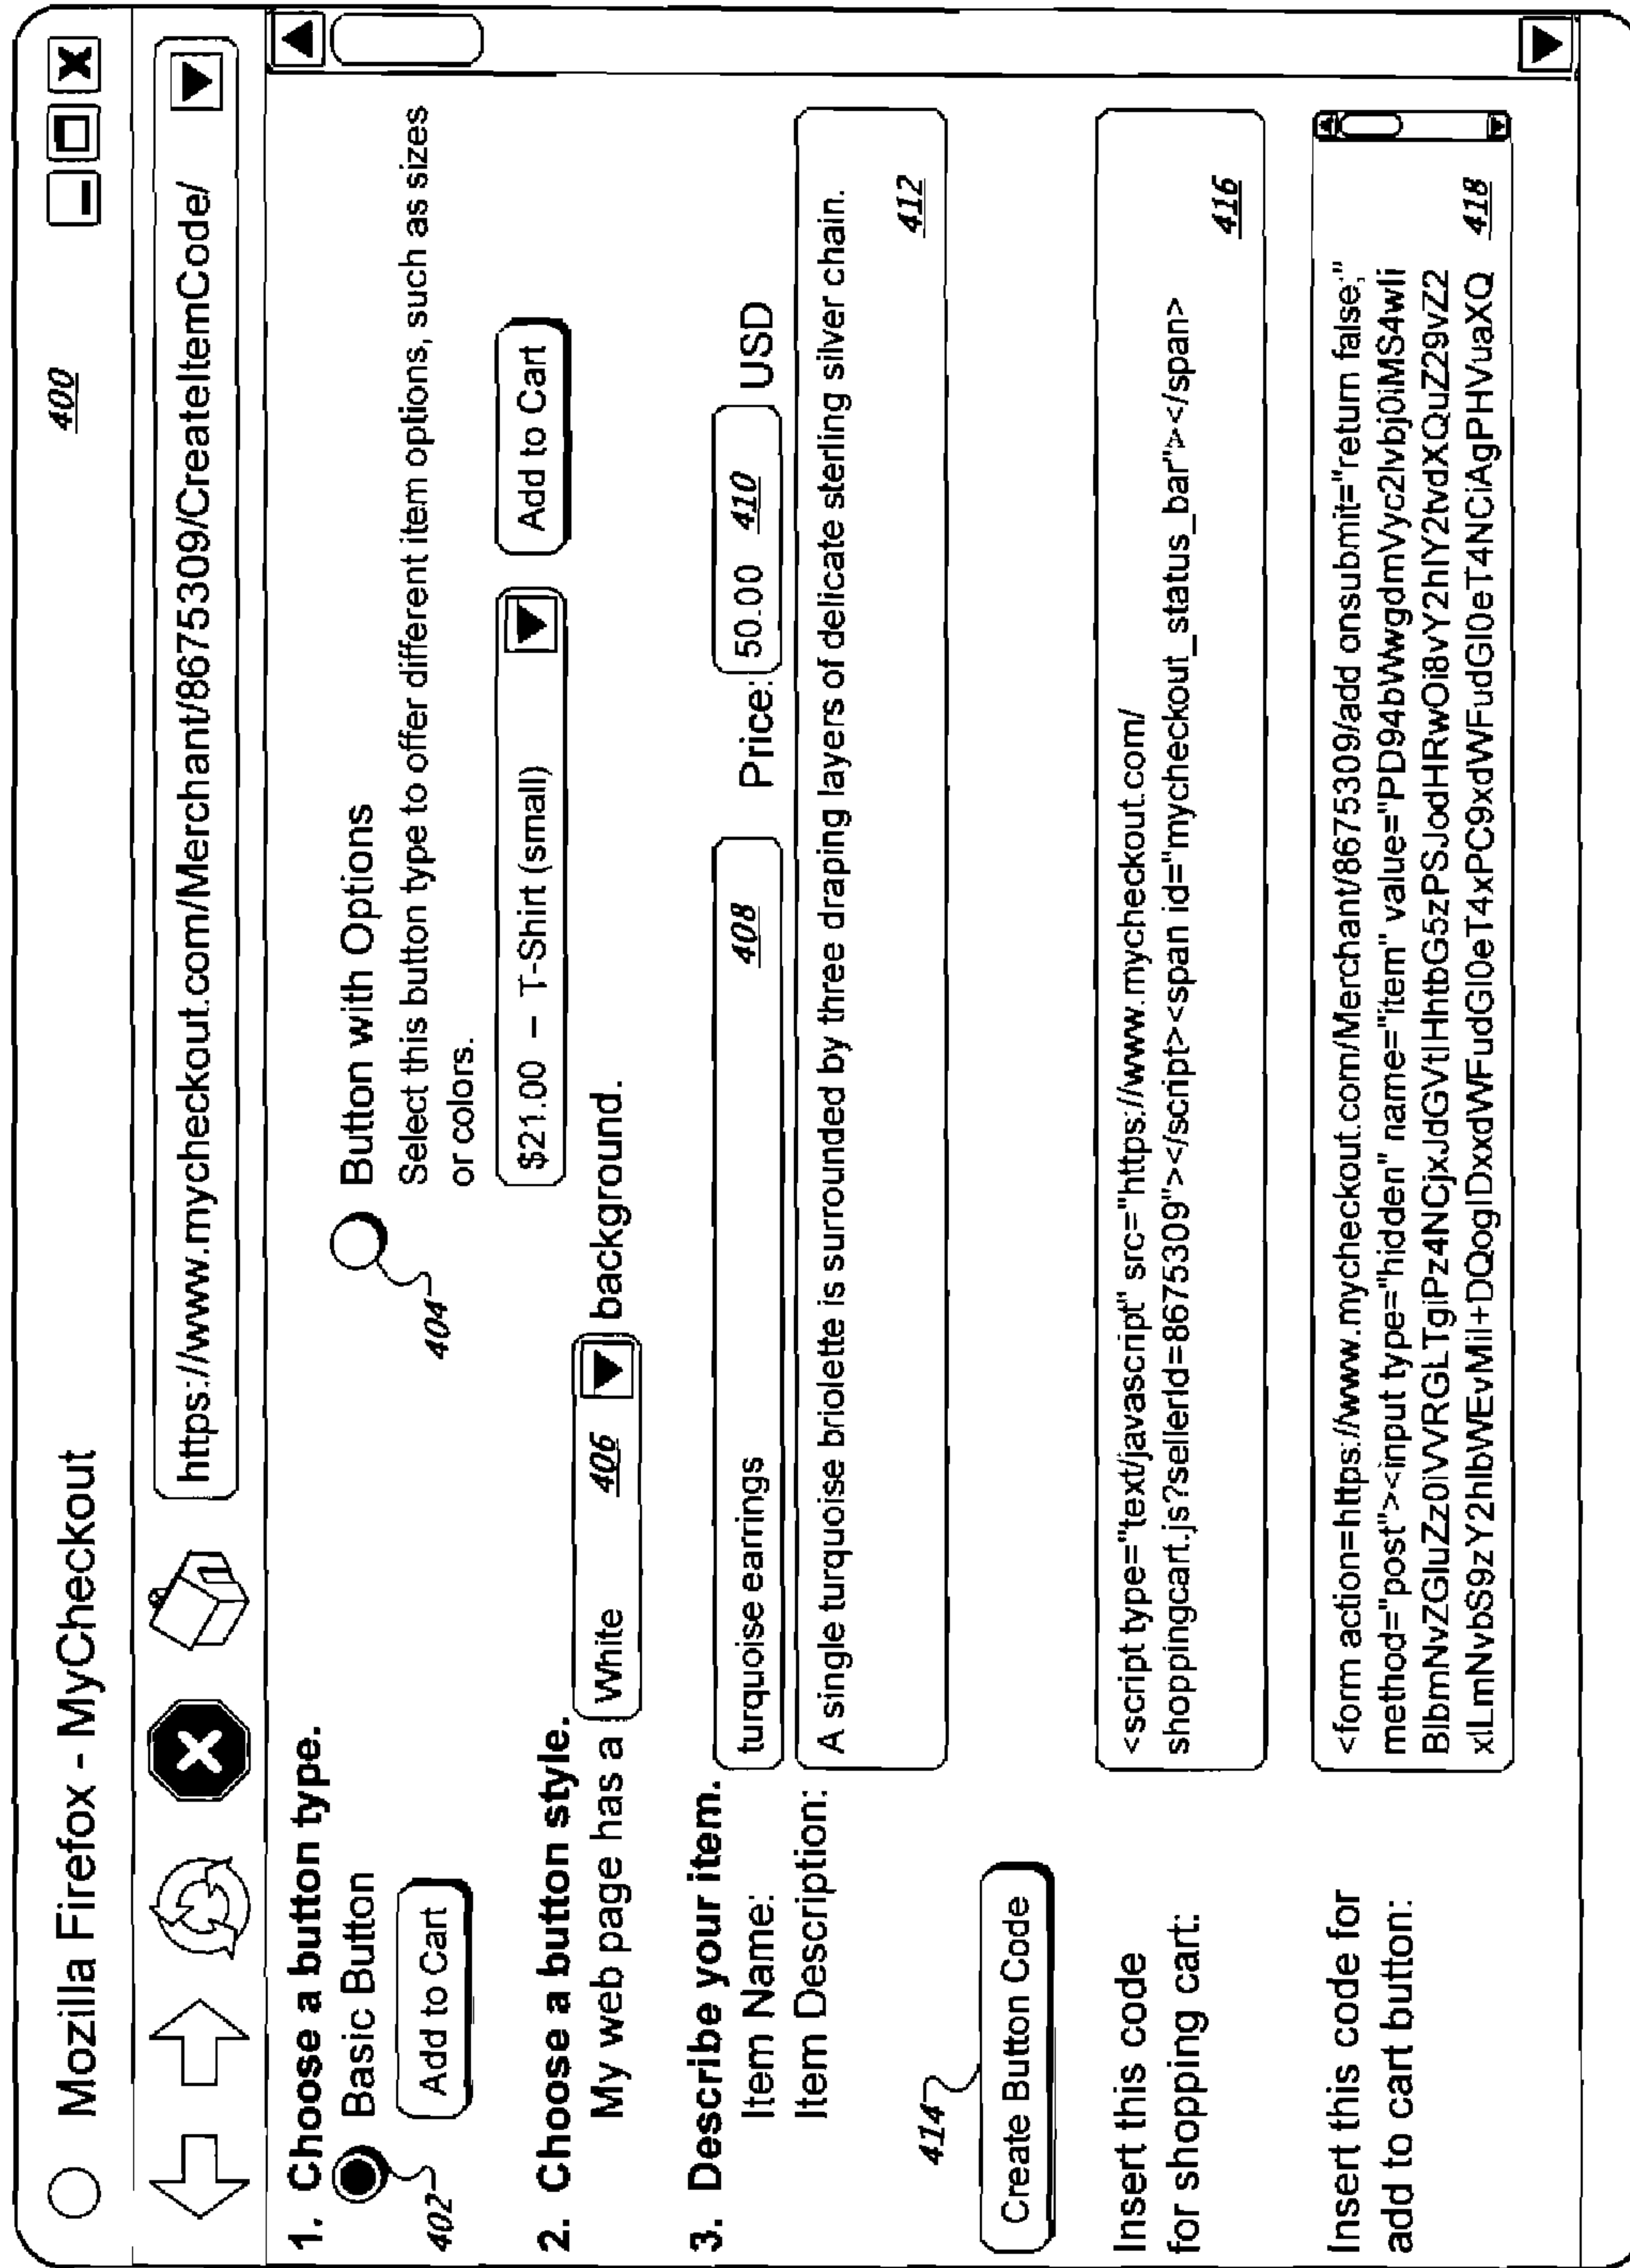 Mozilla Firefox - MyCheckout
400
https://www.mycheckout.com/Merchant/8675309/CreateItemCode/
1. Choose a button type.
Basic Button
Add to Cart
402
Button with Options
Select this button type to offer different item options, such as sizes
or colors.
$21.00 – T-Shirt (small)
Add to Cart
404
2. Choose a button style.
My web page has a White 406 background.
3. Describe your item.
Item Name: turquoise earrings 408 Price: 50.00 410 USD
Item Description: A single turquoise briolette is surrounded by three draping layers of delicate sterling silver chain.
412
414
Create Button Code
Insert this code
for shopping cart:
<script type="text/javascript" src="https://www.mycheckout.com/
shoppingcart.js?sellerId=8675309"></script><span id="mycheckout_status_bar"></span>
416
Insert this code for
add to cart button:
<form action=https://www.mycheckout.com/Merchant/8675309/add onsubmit="return false;"
method="post"><input type="hidden" name="item" value="PD94bWwgdmVyc2lvbj0iMS4wIi
BlbmNvZGluZz0iVVRGLTgiPz4NCjxJdGVtIHhtbG5zPSJodHRwOi8vY2hlY2tvdXQuZ29vZ2
xlLmNvbS9zY2hlbWEvMiI+DQogIDxxdWFudGl0eT4xPC9xdWFudGl0eT4NCiAgPHVuaXQ
418